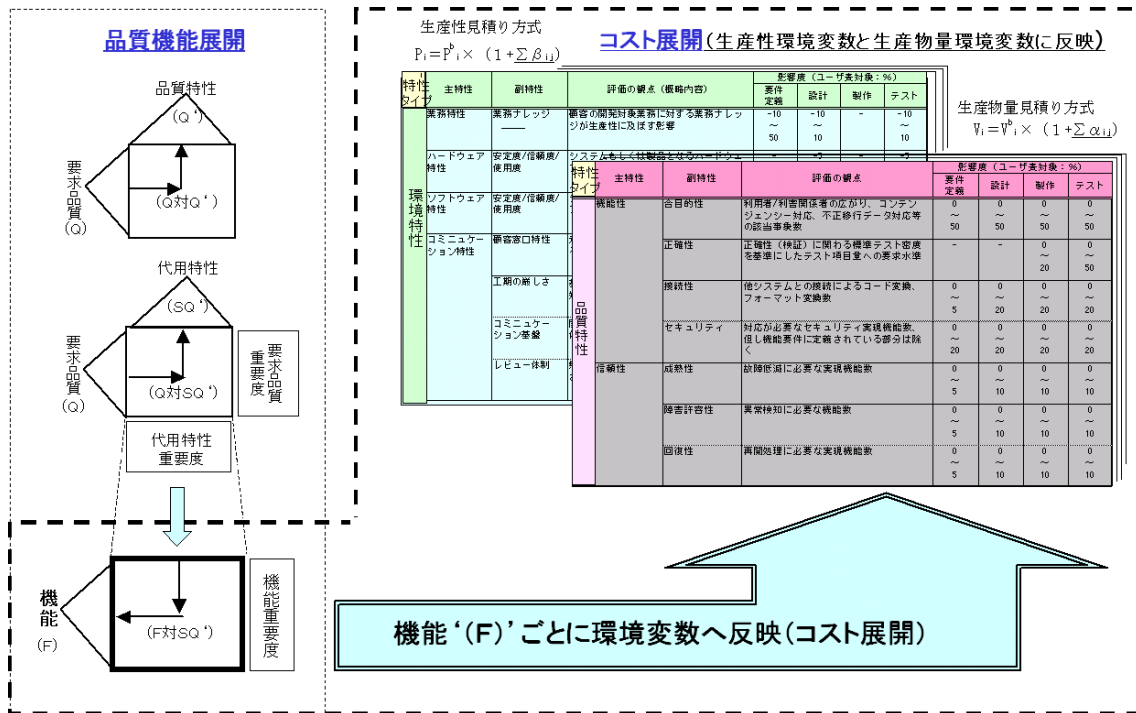 品質機能展開
品質特性
(Q')
要求品質
(Q)
(Q対Q')
代用特性
(SQ')
要求品質
(Q)
(Q対SQ')
要求品質
重要度
代用特性
重要度
機能
(F)
(F対SQ')
機能重要度
生産性見積り方式
Pᵢ=Pᵇᵢ× (1+Σβᵢⱼ)
コスト展開(生産性環境変数と生産物量環境変数に反映)
生産物量見積り方式
Vᵢ=Vᵇᵢ× (1+Σαᵢⱼ)
特性タイプ 主特性 副特性 評価の観点（概略内容） 影響度（ユーザ責対象：%）
要件定義 設計 製作 テスト
環境特性
業務特性 業務ナレッジ 顧客の開発対象業務に対する業務ナレッ -10 -10 - -10
ジが生産性に及ぼす影響 ～ ～ ～
50 10 10
ハードウェア 安定度/信頼度/ システムもしくは製品となるハードウェ - -5 - -5
特性 使用度
ソフトウェア 安定度/信頼度/
特性 使用度
コミニュケー 顧客窓口特性
ション特性
工期の厳しさ
コミニュケー
ション基盤
レビュー体制
特性タイプ 主特性 副特性 評価の観点 影響度（ユーザ責対象：%）
要件定義 設計 製作 テスト
品質特性
機能性 合目的性 利用者/利害関係者の広がり、コンテン 0 0 0 0
ジェンシー対応、不正移行データ対応等 ～ ～ ～ ～
の該当事象数 50 50 50 50
正確性 正確性（検証）に関わる標準テスト密度 - - 0 0
を基準にしたテスト項目量への要求水準 ～ ～
20 50
接続性 他システムとの接続によるコード変換、 0 0 0 0
フォーマット変換数 ～ ～ ～ ～
5 20 20 20
セキュリティ 対応が必要なセキュリティ実現機能数、 0 0 0 0
但し機能要件に定義されている部分は除 ～ ～ ～ ～
く 20 20 20 20
信頼性 成熟性 故障低減に必要な実現機能数 0 0 0 0
～ ～ ～ ～
5 10 10 10
障害許容性 異常検知に必要な機能数 0 0 0 0
～ ～ ～ ～
5 10 10 10
回復性 再開処理に必要な実現機能数 0 0 0 0
～ ～ ～ ～
5 10 10 10
機能‘(F)’ごとに環境変数へ反映(コスト展開)